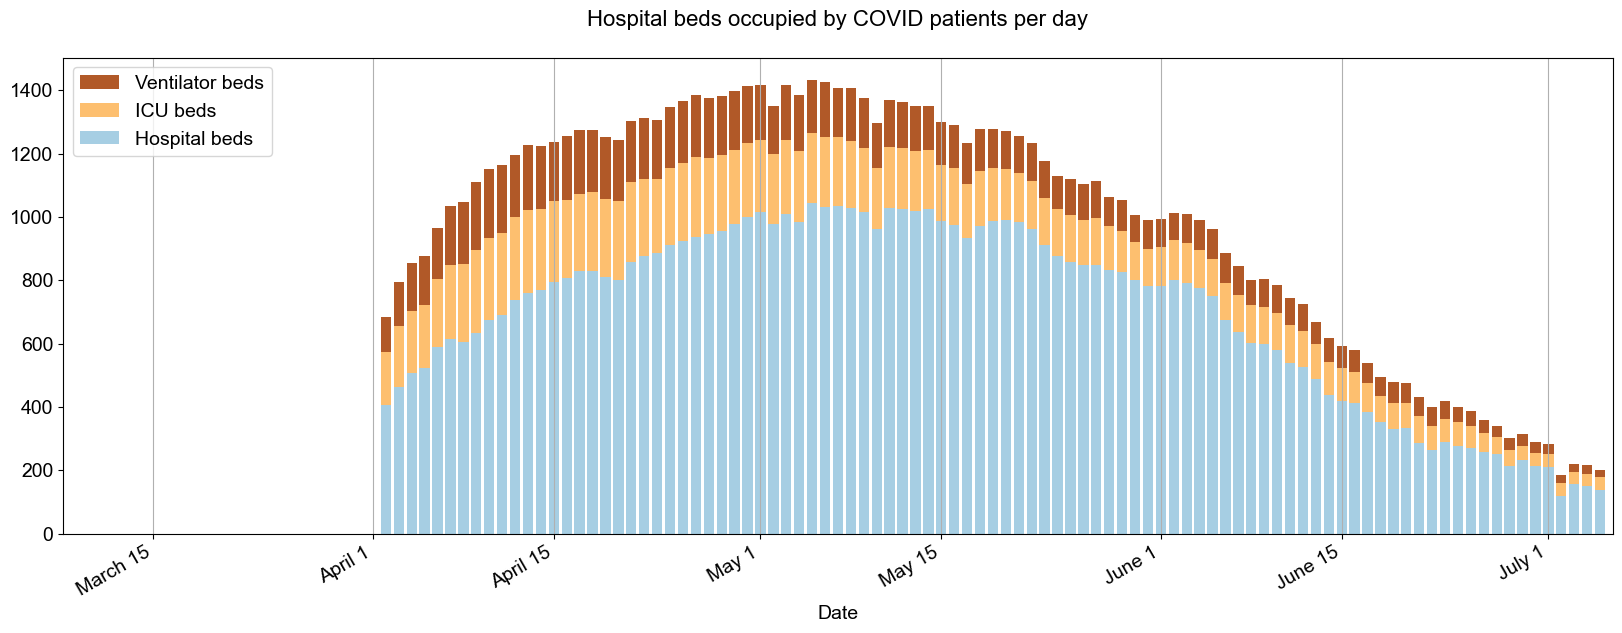 Hospital beds occupied by COVID patients per day
Ventilator beds
ICU beds
Hospital beds
1400
1200
1000
800
600
400
200
0
March 15
April 1
April 15
May 1
May 15
June 1
June 15
July 1
Date